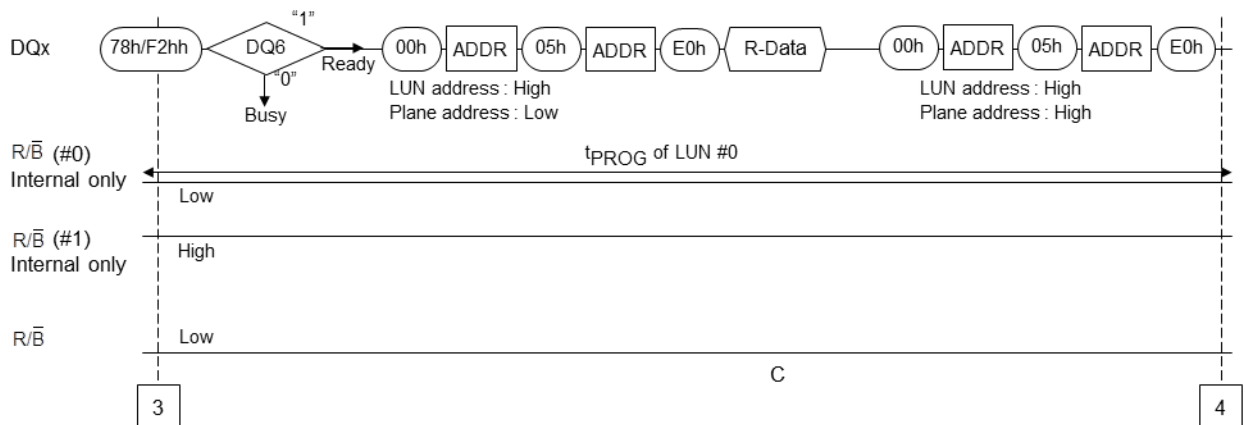 DQx 78h/F2hh DQ6 "1" Ready 00h ADDR 05h ADDR E0h R-Data 00h ADDR 05h ADDR E0h
"0"
Busy
LUN address : High
Plane address : Low
LUN address : High
Plane address : High
R/B̅ (#0)
Internal only
tPROG of LUN #0
Low
R/B̅ (#1)
Internal only
High
R/B̅
Low
C
3
4